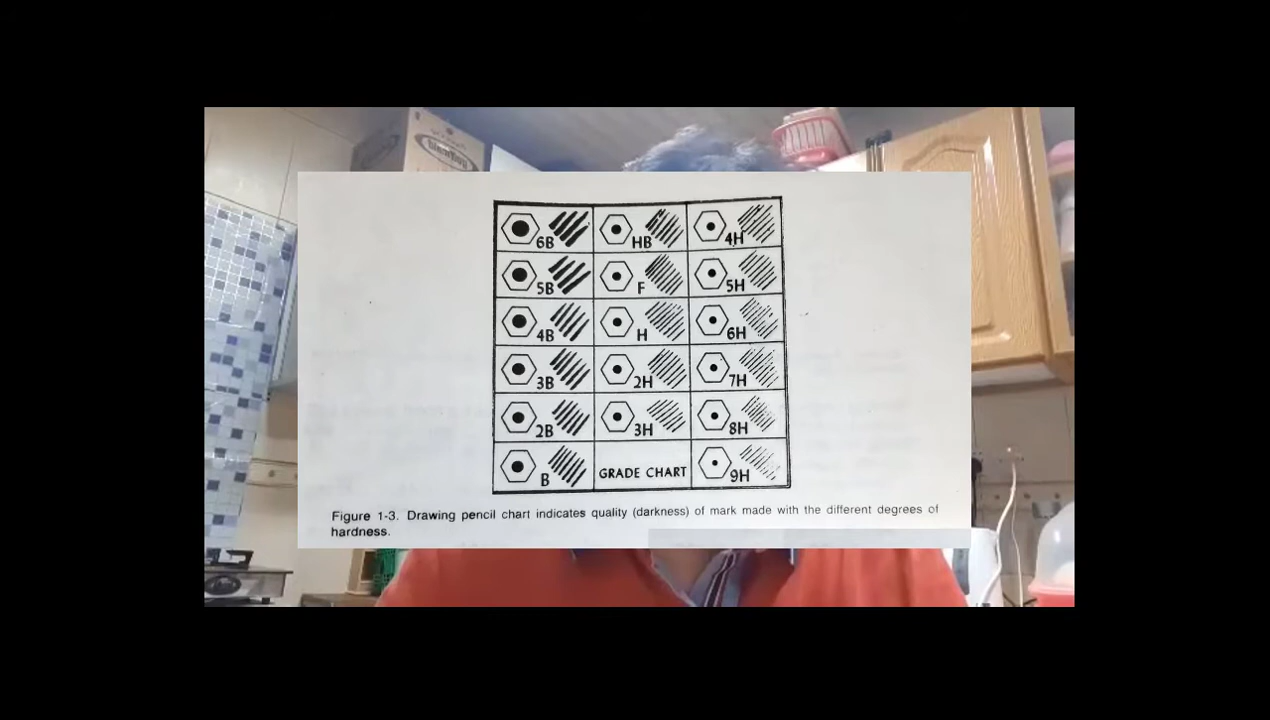 6B HB 4H
5B F 5H
4B H 6H
3B 2H 7H
2B 3H 8H
B GRADE CHART 9H
Figure 1-3. Drawing pencil chart indicates quality (darkness) of mark made with the different degrees of
hardness.